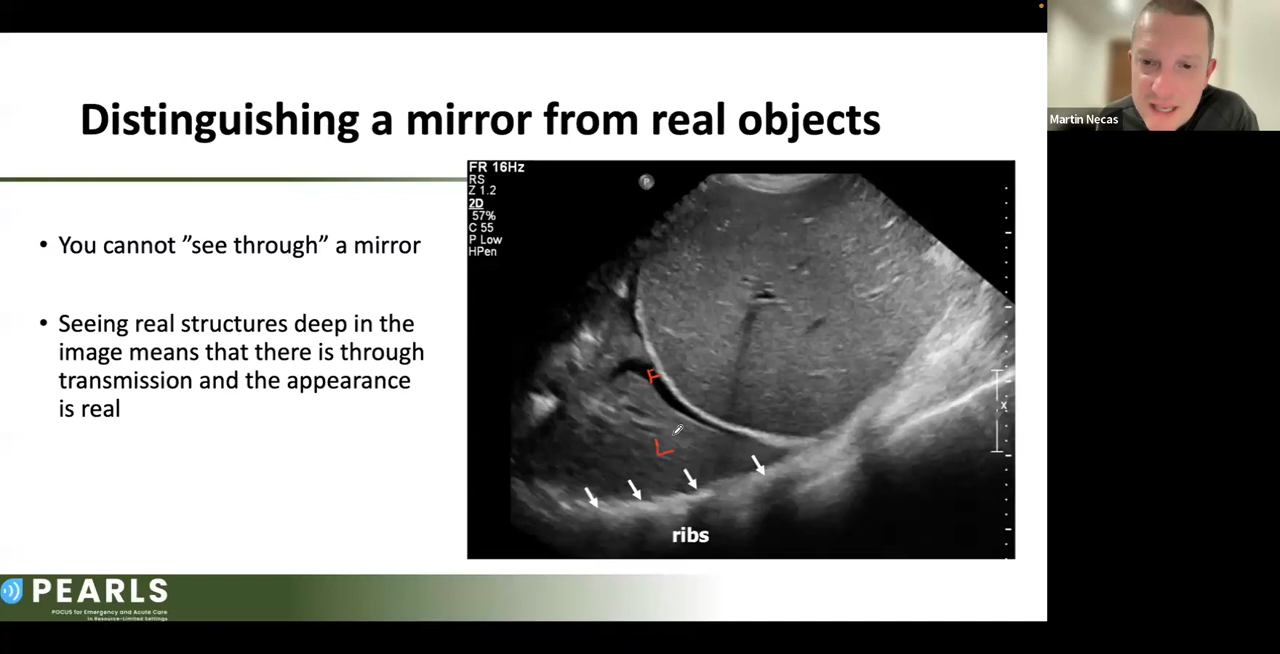 Distinguishing a mirror from real objects
• You cannot ”see through” a mirror
• Seeing real structures deep in the
image means that there is through
transmission and the appearance
is real
FR 16Hz
RS
Z 1.2
2D
57%
C 55
P Low
HPen
P
F
L
X
ribs
PEARLS
POCUS for Emergency and Acute Care
in Resource-Limited Settings
Martin Necas